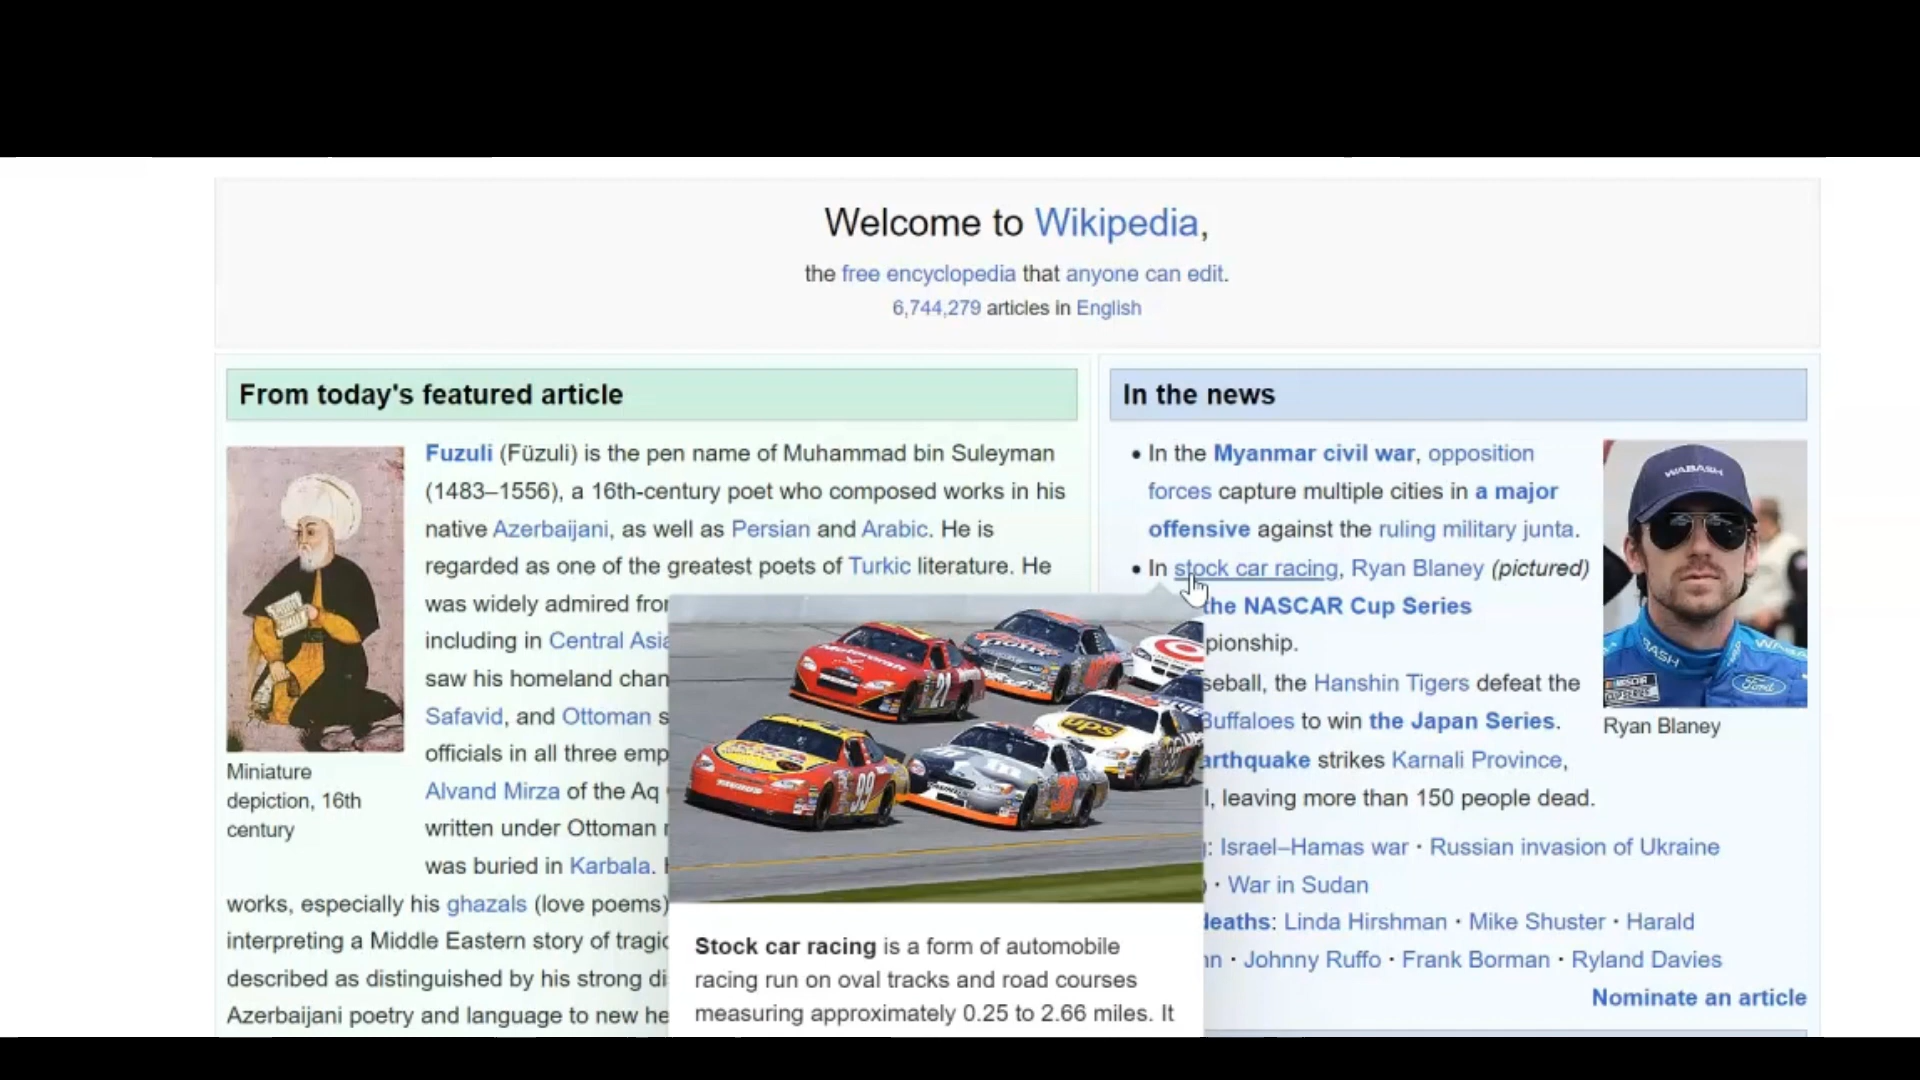 Welcome to Wikipedia,
the free encyclopedia that anyone can edit.
6,744,279 articles in English
From today's featured article
Fuzuli (Füzuli) is the pen name of Muhammad bin Suleyman
(1483–1556), a 16th-century poet who composed works in his
native Azerbaijani, as well as Persian and Arabic. He is
regarded as one of the greatest poets of Turkic literature. He
was widely admired
including in Central
saw his homeland
Safavid, and Ottoman
officials in all three
Alvand Mirza of the Aq
written under Ottoman
was buried in Karbala.
works, especially his ghazals (love poems)
interpreting a Middle Eastern story of
described as distinguished by his strong
Azerbaijani poetry and language to new
Miniature
depiction, 16th
century
In the news
• In the Myanmar civil war, opposition
forces capture multiple cities in a major
offensive against the ruling military junta.
• In stock car racing, Ryan Blaney (pictured)
the NASCAR Cup Series
pionship.
seball, the Hanshin Tigers defeat the
Buffaloes to win the Japan Series.
arthquake strikes Karnali Province,
l, leaving more than 150 people dead.
Israel–Hamas war · Russian invasion of Ukraine
· War in Sudan
deaths: Linda Hirshman · Mike Shuster · Harald
· Johnny Ruffo · Frank Borman · Ryland Davies
Nominate an article
WABASH
Ford
Ryan Blaney
Motorcraft
21
ups
99
Stock car racing is a form of automobile
racing run on oval tracks and road courses
measuring approximately 0.25 to 2.66 miles. It